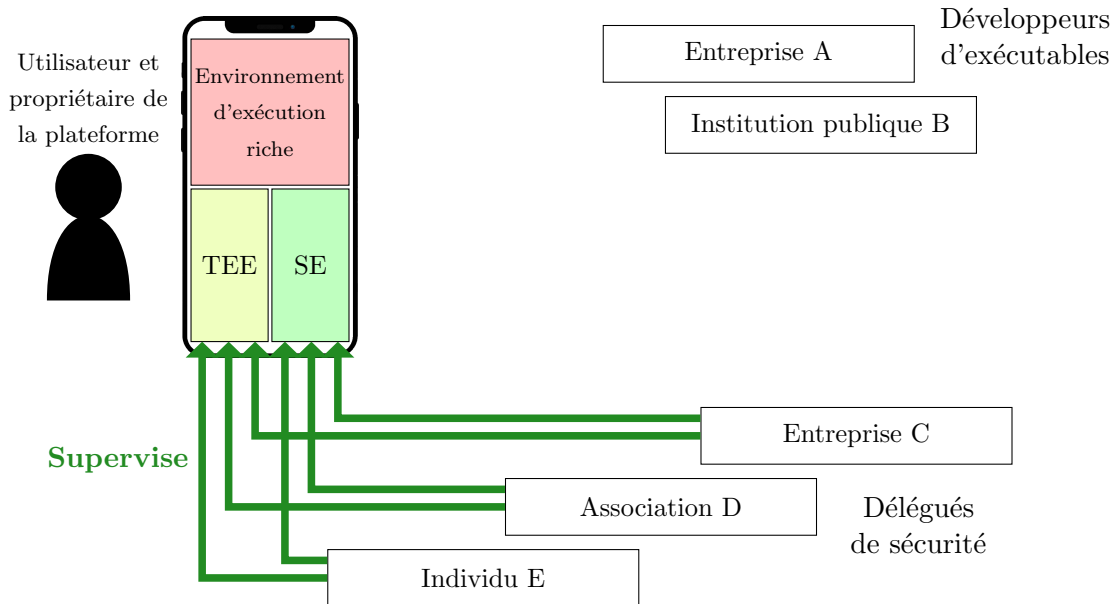 Utilisateur et
propriétaire de
la plateforme
Environnement
d'exécution
riche
TEE
SE
Entreprise A
Institution publique B
Développeurs
d'exécutables
Supervise
Entreprise C
Association D
Individu E
Délégués
de sécurité